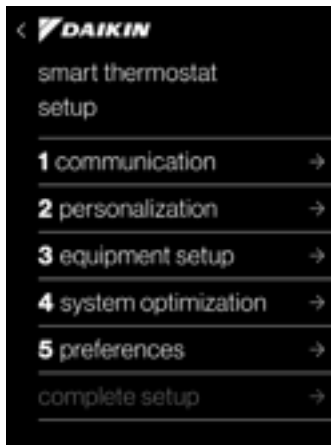 DAIKIN
smart thermostat
setup
1 communication
2 personalization
3 equipment setup
4 system optimization
5 preferences
complete setup